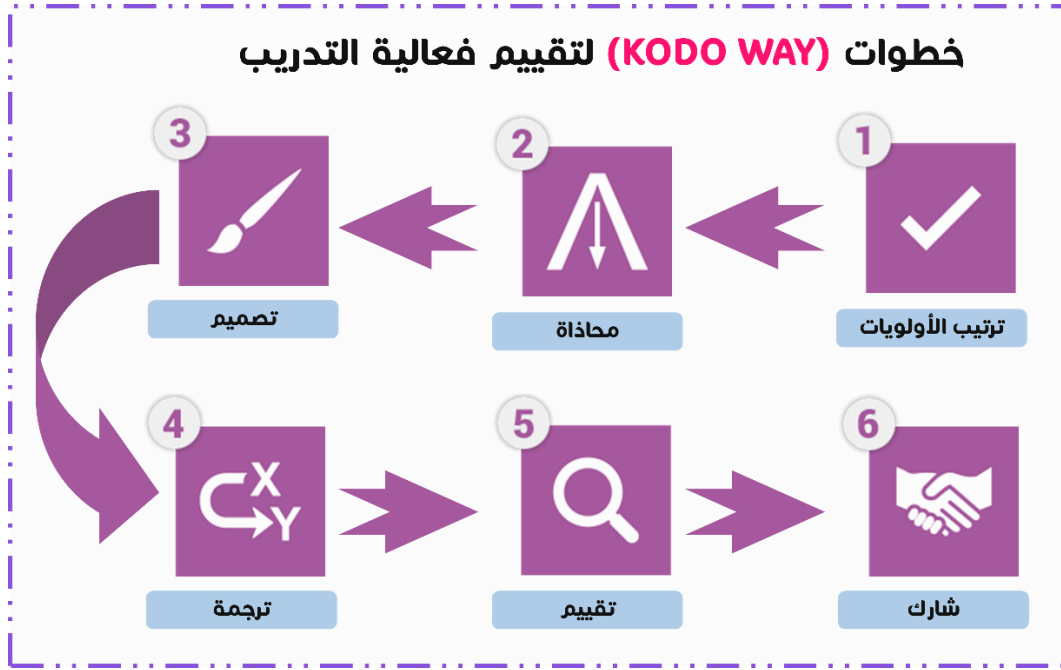 خطوات (KODO WAY) لتقييم فعالية التدريب
1
ترتيب الأولويات
2
محاذاة
3
تصميم
4
X
Y
ترجمة
5
تقييم
6
شارك